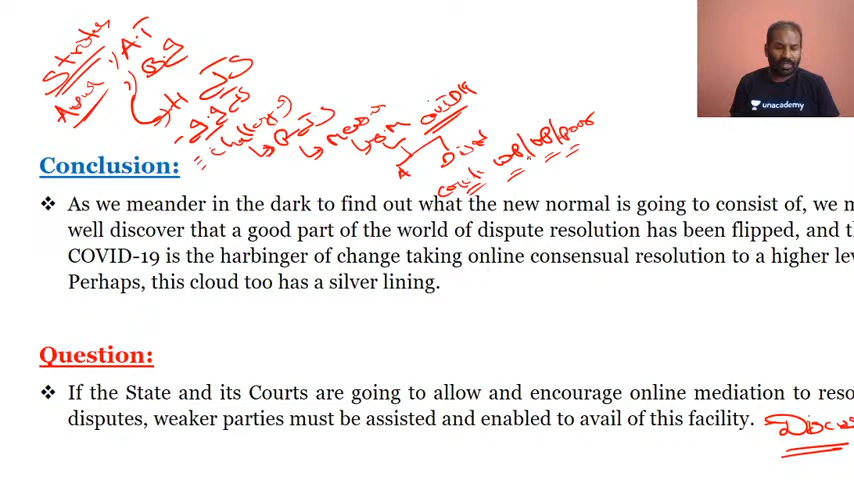 Strates
A.T
COVID19
unacademy
Conclusion:
❖ As we meander in the dark to find out what the new normal is going to consist of, we m
well discover that a good part of the world of dispute resolution has been flipped, and th
COVID-19 is the harbinger of change taking online consensual resolution to a higher lev
Perhaps, this cloud too has a silver lining.
Question:
❖ If the State and its Courts are going to allow and encourage online mediation to reso
disputes, weaker parties must be assisted and enabled to avail of this facility. Discus